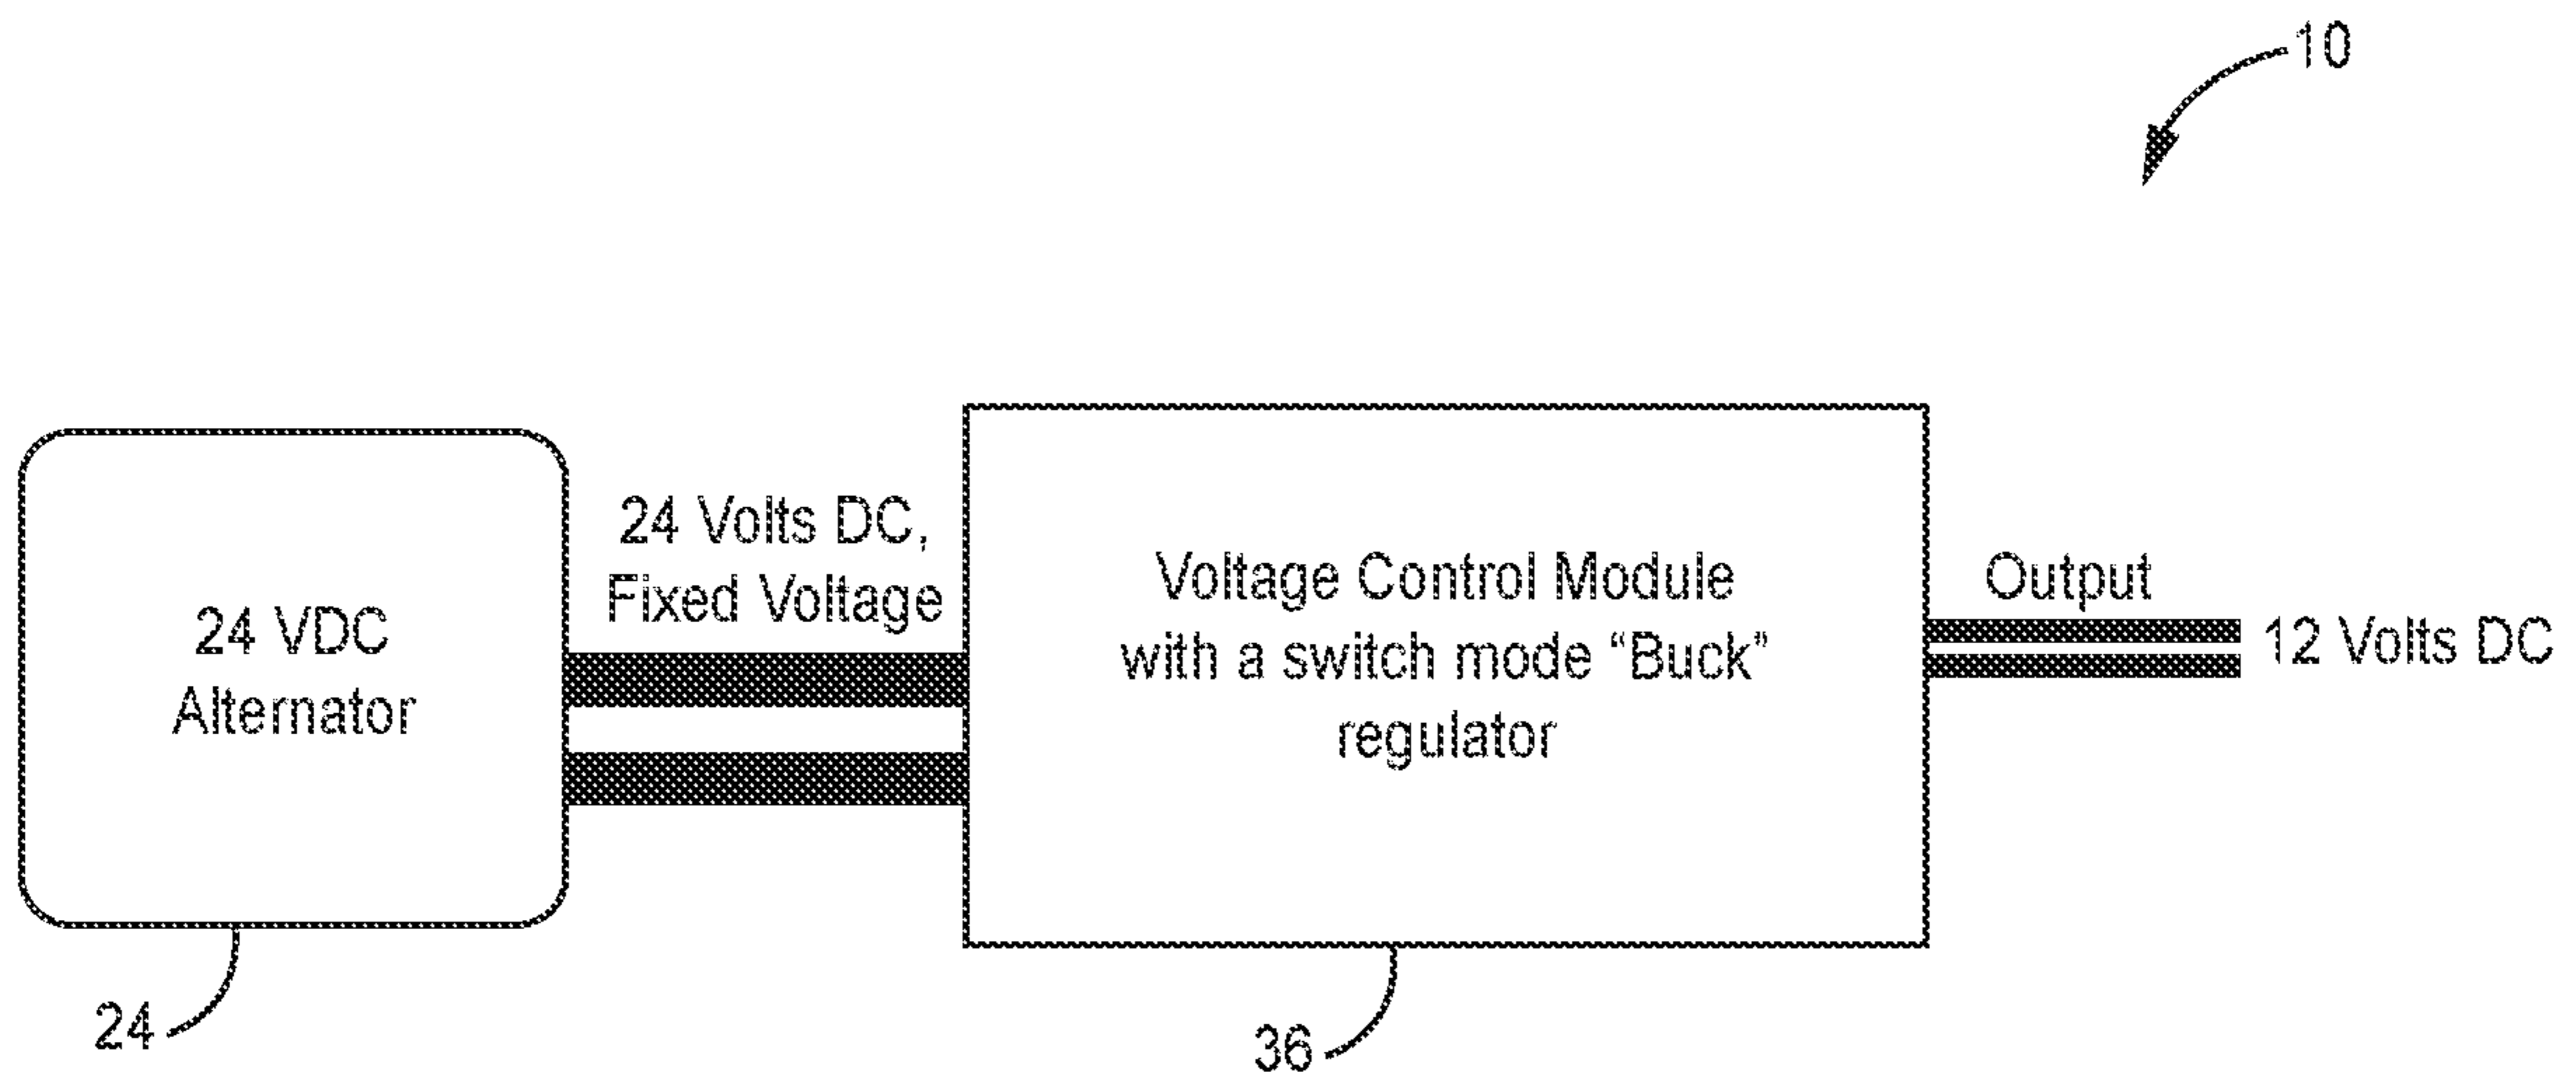 10
24 VDC
Alternator
24 Volts DC,
Fixed Voltage
Voltage Control Module
with a switch mode “Buck”
regulator
Output
12 Volts DC
24
36